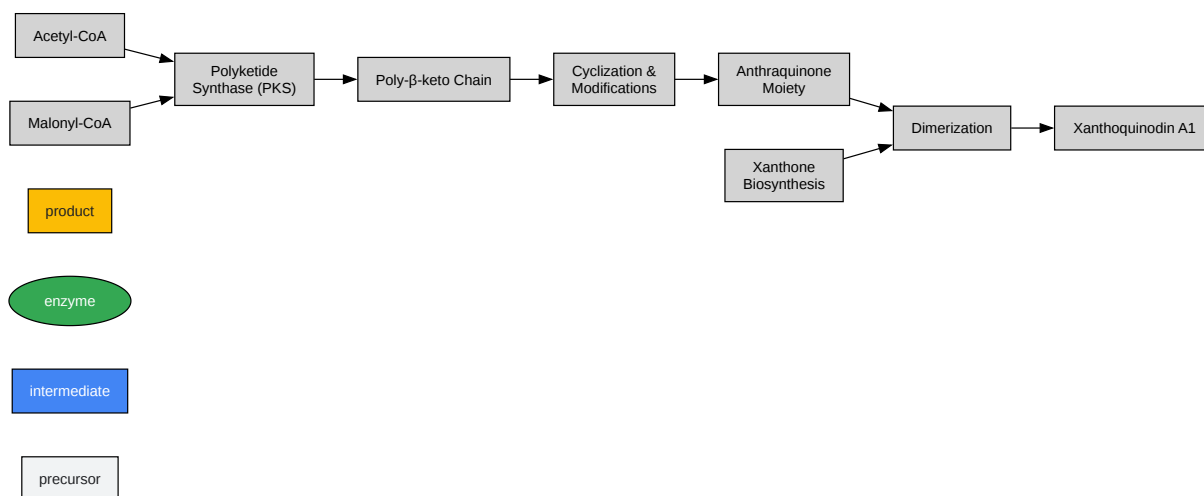 Acetyl-CoA
Malonyl-CoA
Polyketide
Synthase (PKS)
Poly-β-keto Chain
Cyclization &
Modifications
Anthraquinone
Moiety
Xanthone
Biosynthesis
Dimerization
Xanthoquinodin A1
product
enzyme
intermediate
precursor